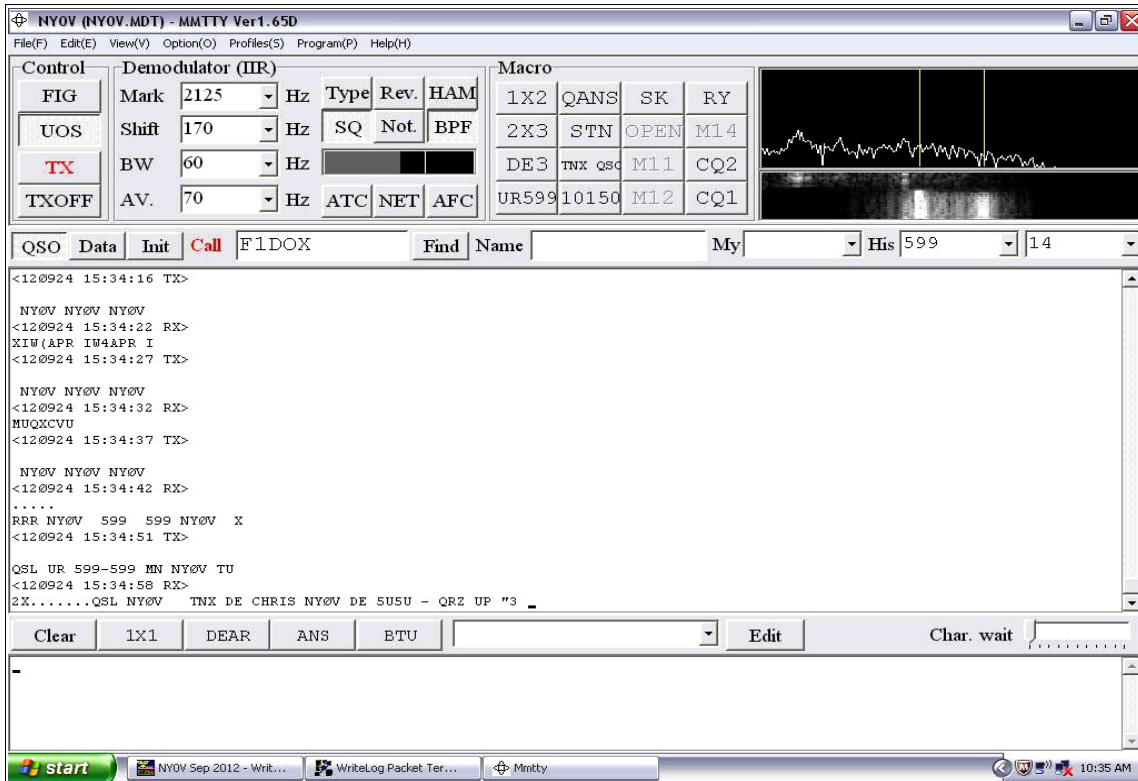 NY0V (NY0V.MDT) - MMTTY Ver1.65D
File(F) Edit(E) View(V) Option(O) Profiles(S) Program(P) Help(H)
Control Demodulator (IIR) Macro
FIG Mark 2125 Hz Type Rev. HAM 1X2 QANS SK RY
UOS Shift 170 Hz SQ Not. BPF 2X3 STN OPEN M14
TX BW 60 Hz DE3 TNX QSO M11 CQ2
TXOFF AV. 70 Hz ATC NET AFC UR599 10150 M12 CQ1
QSO Data Init Call F1DOX Find Name My His 599 14
<12Ø924 15:34:16 TX>
NYØV NYØV NYØV
<12Ø924 15:34:22 RX>
XIW(APR IW4APR I
<12Ø924 15:34:27 TX>
NYØV NYØV NYØV
<12Ø924 15:34:32 RX>
MUQXCVU
<12Ø924 15:34:37 TX>
NYØV NYØV NYØV
<12Ø924 15:34:42 RX>
.....
RRR NYØV 599 599 NYØV X
<12Ø924 15:34:51 TX>
QSL UR 599-599 MN NYØV TU
<12Ø924 15:34:58 RX>
2X.......QSL NYØV TNX DE CHRIS NYØV DE 5U5U - QRZ UP "3 _
Clear 1X1 DEAR ANS BTU Edit Char. wait
start NY0V Sep 2012 - Writ... WriteLog Packet Ter... Mmtty 10:35 AM